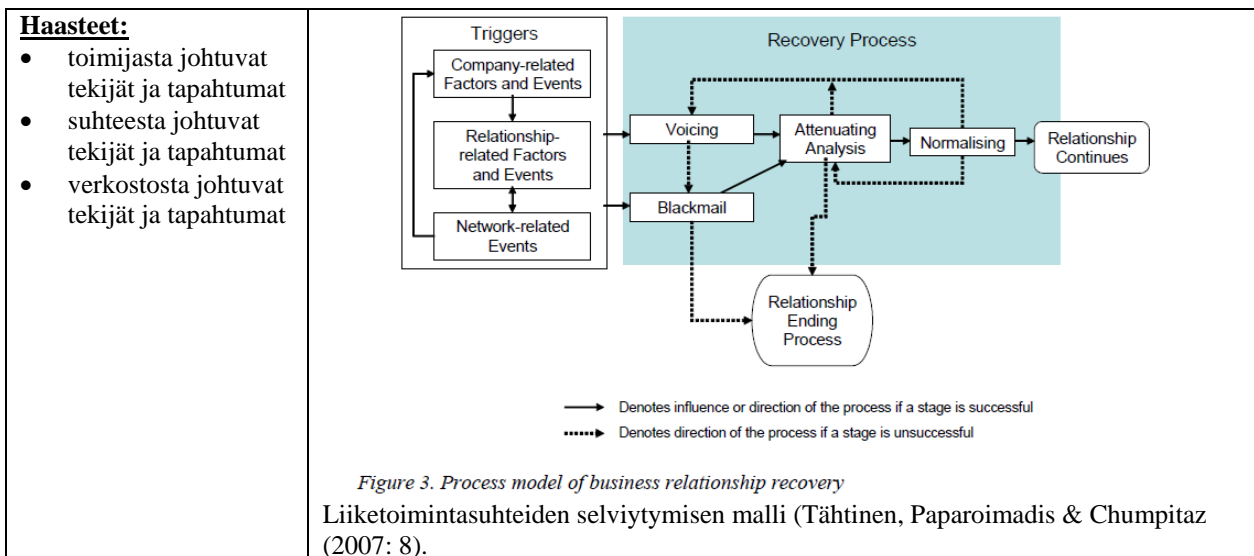 Haasteet:
• toimijasta johtuvat
tekijät ja tapahtumat
• suhteesta johtuvat
tekijät ja tapahtumat
• verkostosta johtuvat
tekijät ja tapahtumat
Triggers
Company-related
Factors and Events
Relationship-
related Factors
and Events
Network-related
Events
Recovery Process
Voicing
Blackmail
Attenuating
Analysis
Normalising
Relationship
Continues
Relationship
Ending
Process
Denotes influence or direction of the process if a stage is successful
Denotes direction of the process if a stage is unsuccessful
Figure 3. Process model of business relationship recovery
Liiketoimintasuhteiden selviytymisen malli (Tähtinen, Paparoimadis & Chumpitaz
(2007: 8).